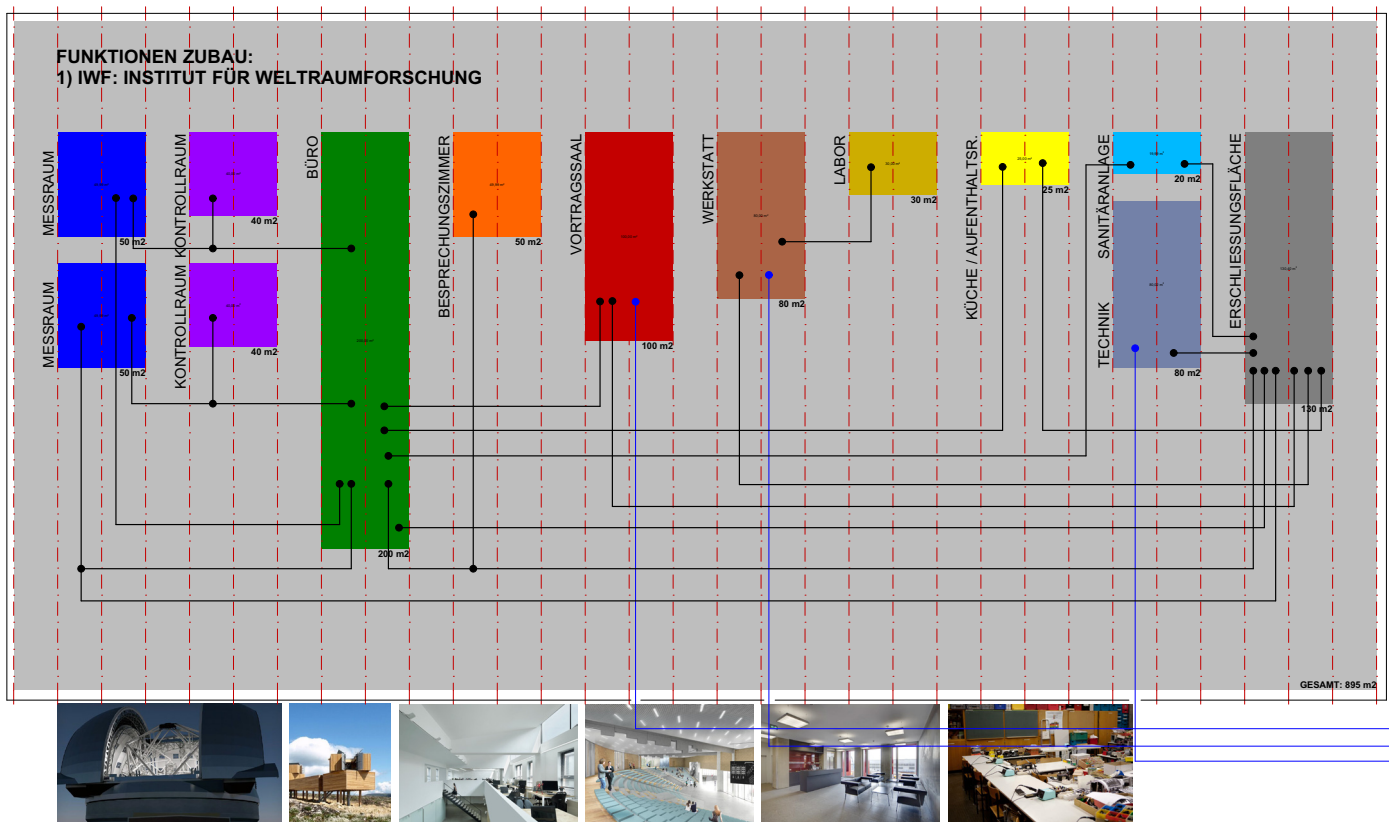 FUNKTIONEN ZUBAU:
1) IWF: INSTITUT FÜR WELTRAUMFORSCHUNG
MESSRAUM
50 m2
KONTROLLRAUM
40 m2
MESSRAUM
50 m2
KONTROLLRAUM
40 m2
BÜRO
200 m2
BESPRECHUNGSZIMMER
50 m2
VORTRAGSSAAL
100 m2
WERKSTATT
80 m2
LABOR
30 m2
KÜCHE / AUFENTHALTSR.
25 m2
SANITÄRANLAGE
20 m2
TECHNIK
80 m2
ERSCHLIESSUNGSFLÄCHE
130 m2
GESAMT: 895 m2